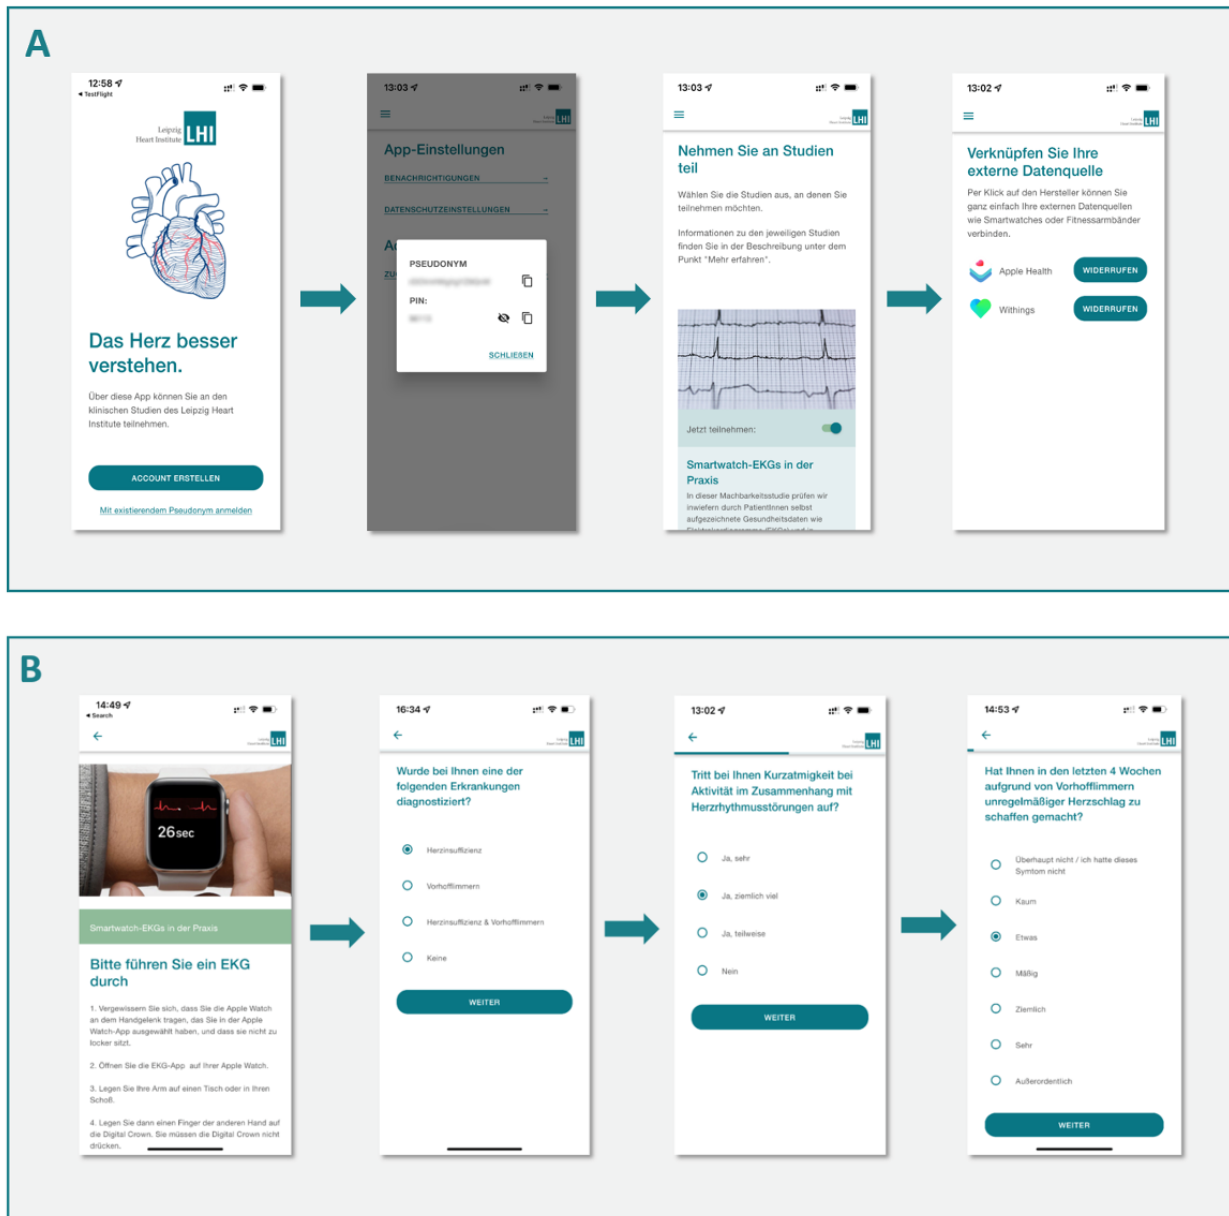 A
12:58
TestFlight
Leipzig
Heart Institute
LHI
Das Herz besser
verstehen.
Über diese App können Sie an den
klinischen Studien des Leipzig Heart
Institute teilnehmen.
ACCOUNT ERSTELLEN
Mit existierendem Pseudonym anmelden
13:03
LHI
App-Einstellungen
BENACHRICHTIGUNGEN
DATENSCHUTZEINSTELLUNGEN
PSEUDONYM
PIN:
SCHLIEßEN
13:03
LHI
Nehmen Sie an Studien
teil
Wählen Sie die Studien aus, an denen Sie
teilnehmen möchten.
Informationen zu den jeweiligen Studien
finden Sie in der Beschreibung unter dem
Punkt "Mehr erfahren".
Jetzt teilnehmen:
Smartwatch-EKGs in der
Praxis
In dieser Machbarkeitsstudie prüfen wir
inwiefern durch PatientInnen selbst
aufgezeichnete Gesundheitsdaten wie
Elektrokardiogramme (EKGs) und in
13:02
LHI
Verknüpfen Sie Ihre
externe Datenquelle
Per Klick auf den Hersteller können Sie
ganz einfach Ihre externen Datenquellen
wie Smartwatches oder Fitnessarmbänder
verbinden.
Apple Health WIDERRUFEN
Withings WIDERRUFEN
B
14:49
Search
LHI
26sec
Smartwatch-EKGs in der Praxis
Bitte führen Sie ein EKG
durch
1. Vergewissern Sie sich, dass Sie die Apple Watch
an dem Handgelenk tragen, das Sie in der Apple
Watch-App ausgewählt haben, und dass sie nicht zu
locker sitzt.
2. Öffnen Sie die EKG-App auf Ihrer Apple Watch.
3. Legen Sie Ihre Arm auf einen Tisch oder in Ihren
Schoß.
4. Legen Sie dann einen Finger der anderen Hand auf
die Digital Crown. Sie müssen die Digital Crown nicht
drücken.
16:34
LHI
Wurde bei Ihnen eine der
folgenden Erkrankungen
diagnostiziert?
Herzinsuffizienz
Vorhofflimmern
Herzinsuffizienz & Vorhofflimmern
Keine
WEITER
13:02
LHI
Tritt bei Ihnen Kurzatmigkeit bei
Aktivität im Zusammenhang mit
Herzrhythmusstörungen auf?
Ja, sehr
Ja, ziemlich viel
Ja, teilweise
Nein
WEITER
14:53
LHI
Hat Ihnen in den letzten 4 Wochen
aufgrund von Vorhofflimmern
unregelmäßiger Herzschlag zu
schaffen gemacht?
Überhaupt nicht / ich hatte dieses
Symtom nicht
Kaum
Etwas
Mäßig
Ziemlich
Sehr
Außerordentlich
WEITER